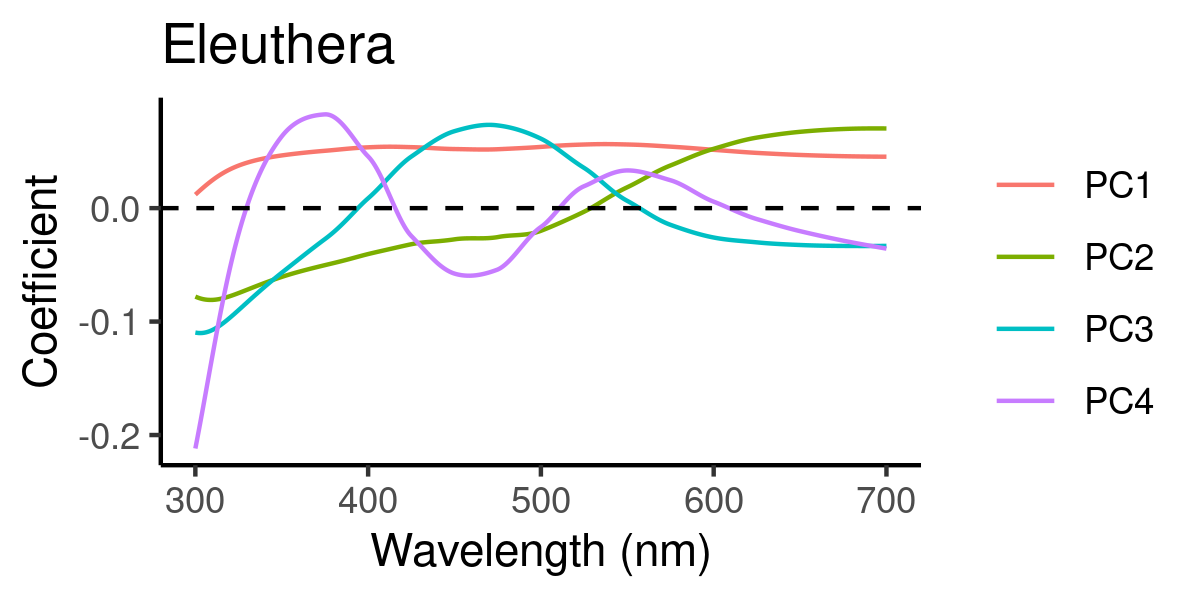 Eleuthera
Coefficient
0.0
-0.1
-0.2
300 400 500 600 700
Wavelength (nm)
PC1
PC2
PC3
PC4